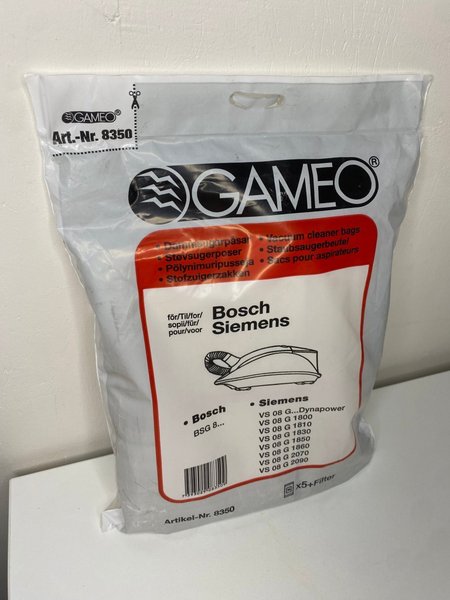 GAMEO®
Art.-Nr. 8350
GAMEO®
• Dammsugarpåsar
• Støvsugerposer
• Pölynimuripusseja
• Stofzuigerzakken
• Vacuum cleaner bags
• Staubsaugerbeutel
• Sacs pour aspirateurs
för/Til/for/
sopii/für/
pour/voor
Bosch
Siemens
• Bosch
BSG 8...
• Siemens
VS 08 G...Dynapower
VS 08 G 1800
VS 08 G 1810
VS 08 G 1830
VS 08 G 1850
VS 08 G 1860
VS 08 G 2070
VS 08 G 2090
x5+Filter
Artikel-Nr. 8350